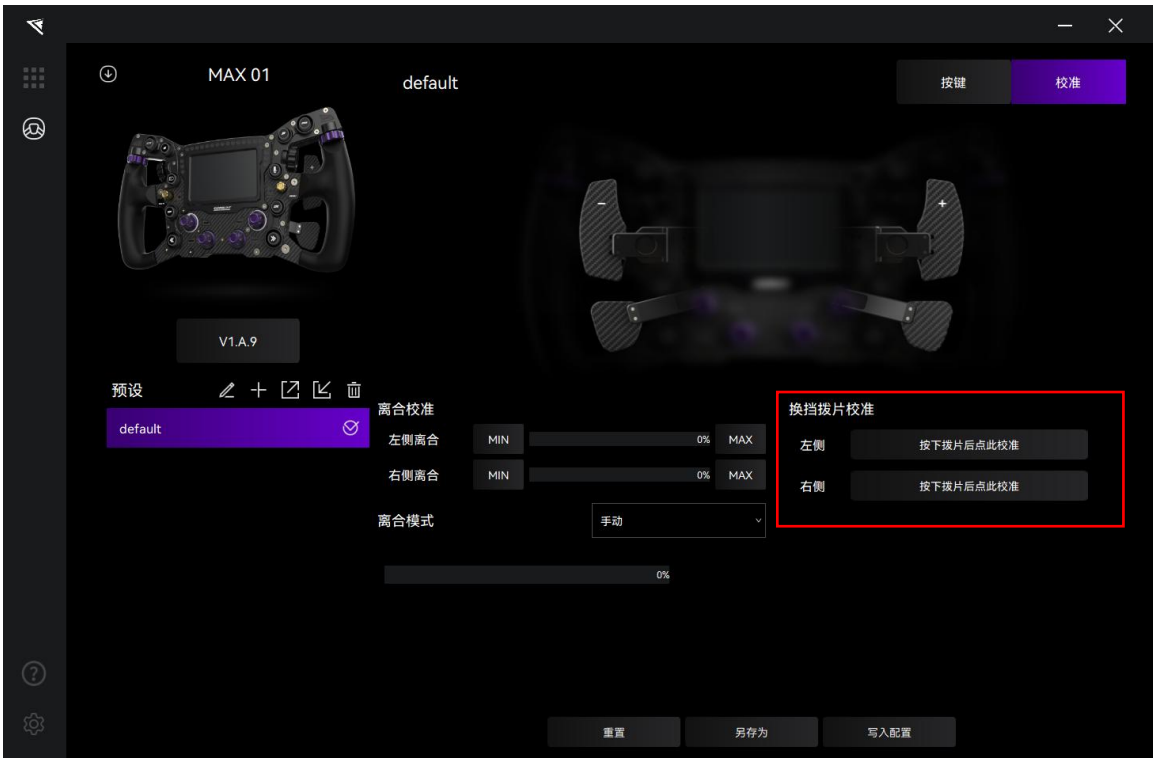 MAX 01
default
按键
校准
V1.A.9
预设
default
离合校准
左侧离合 MIN 0% MAX
右侧离合 MIN 0% MAX
离合模式 手动
0%
换挡拨片校准
左侧 按下拨片后点此校准
右侧 按下拨片后点此校准
重置
另存为
写入配置